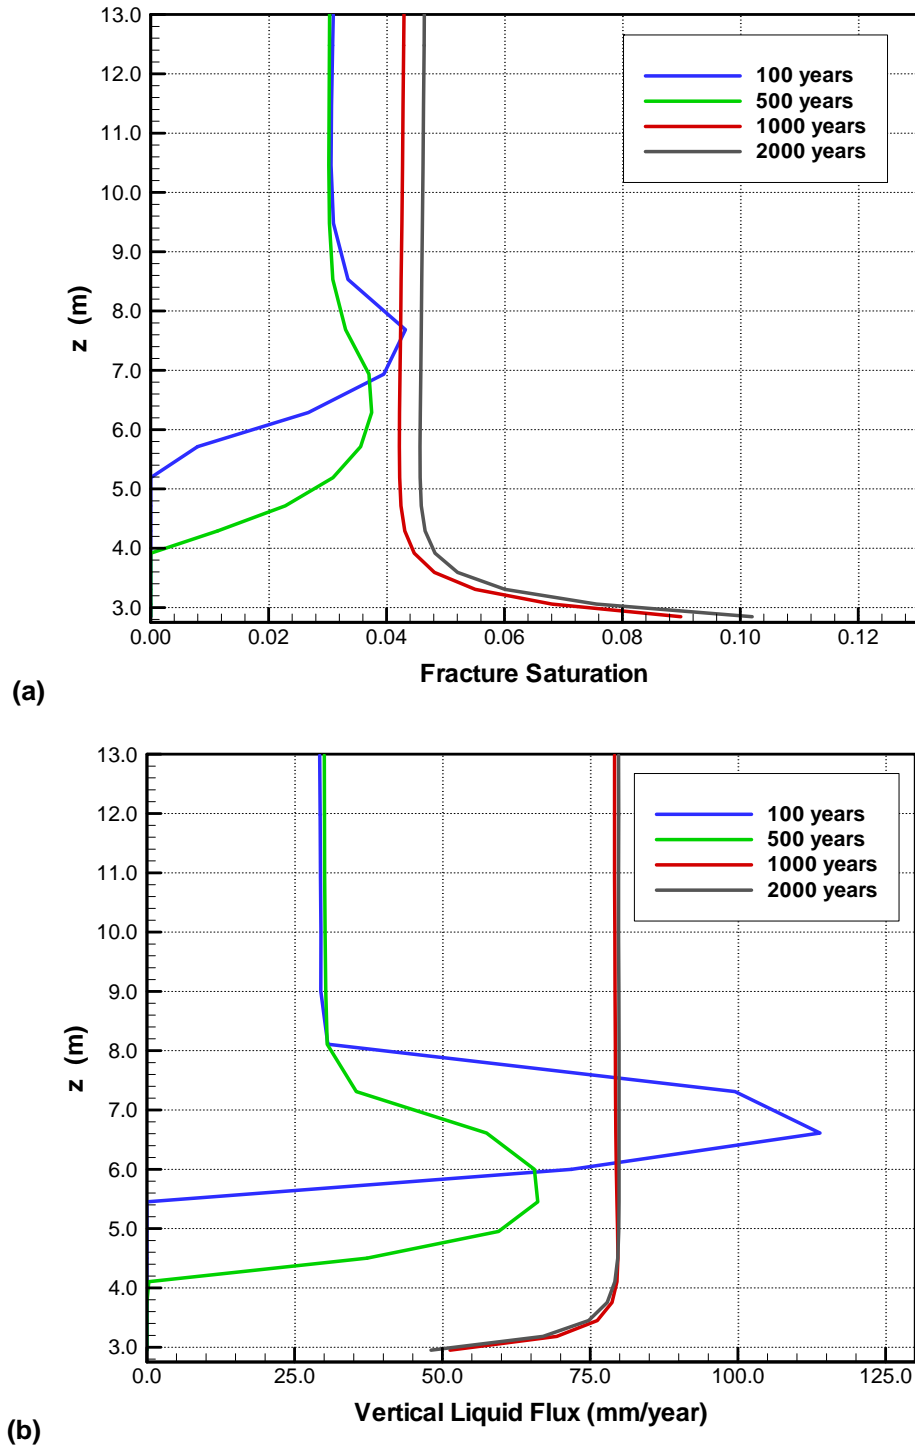 13.0
12.0
11.0
10.0
9.0
8.0
7.0
6.0
5.0
4.0
3.0
z (m)
100 years
500 years
1000 years
2000 years
0.00 0.02 0.04 0.06 0.08 0.10 0.12
Fracture Saturation
(a)
13.0
12.0
11.0
10.0
9.0
8.0
7.0
6.0
5.0
4.0
3.0
z (m)
100 years
500 years
1000 years
2000 years
0.0 25.0 50.0 75.0 100.0 125.0
Vertical Liquid Flux (mm/year)
(b)